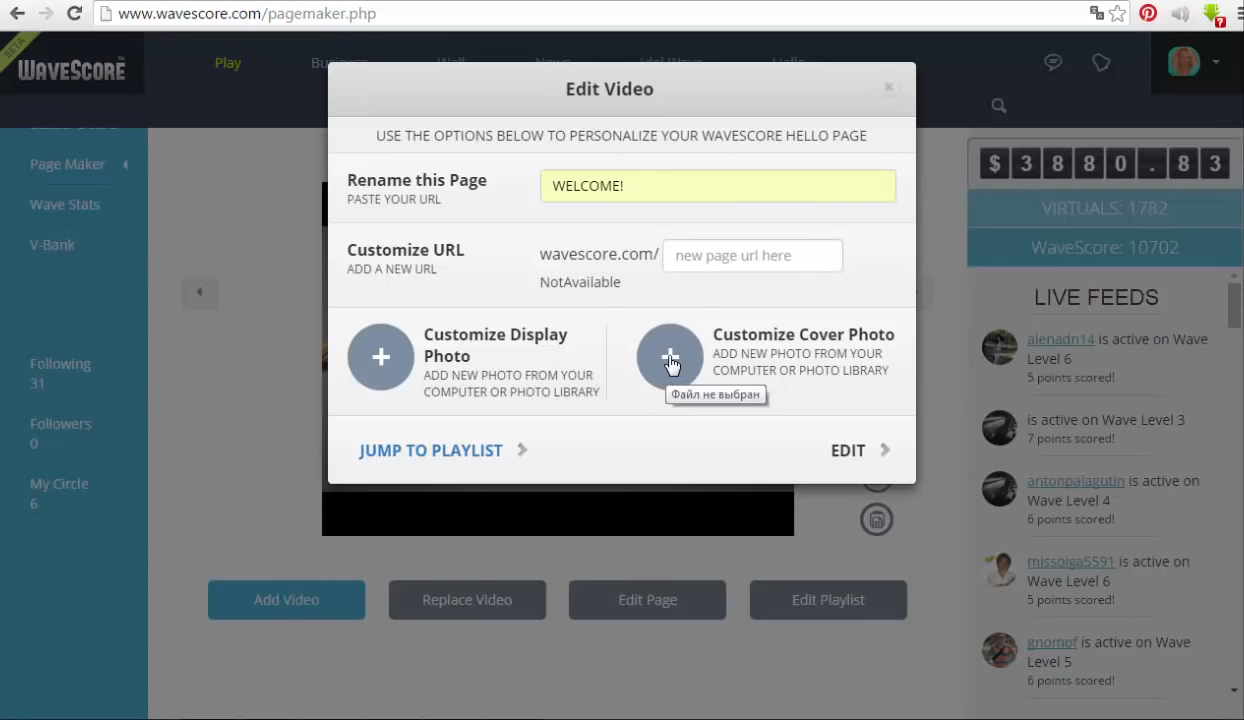 www.wavescore.com/pagemaker.php
BETA
WAVESCORE™
Play
Edit Video
USE THE OPTIONS BELOW TO PERSONALIZE YOUR WAVESCORE HELLO PAGE
Rename this Page
PASTE YOUR URL
WELCOME!
Customize URL
ADD A NEW URL
wavescore.com/
new page url here
NotAvailable
Customize Display
Photo
ADD NEW PHOTO FROM YOUR
COMPUTER OR PHOTO LIBRARY
Customize Cover Photo
ADD NEW PHOTO FROM YOUR
COMPUTER OR PHOTO LIBRARY
Файл не выбран
JUMP TO PLAYLIST
EDIT
Page Maker
Wave Stats
V-Bank
Following
31
Followers
0
My Circle
6
Add Video
Replace Video
Edit Page
Edit Playlist
$3880.83
VIRTUALS: 1782
WaveScore: 10702
LIVE FEEDS
alenadn14 is active on Wave
Level 6
5 points scored!
is active on Wave Level 3
7 points scored!
antonpalagutin is active on
Wave Level 4
6 points scored!
missolga5591 is active on
Wave Level 6
5 points scored!
gnomof is active on Wave
Level 5
6 points scored!